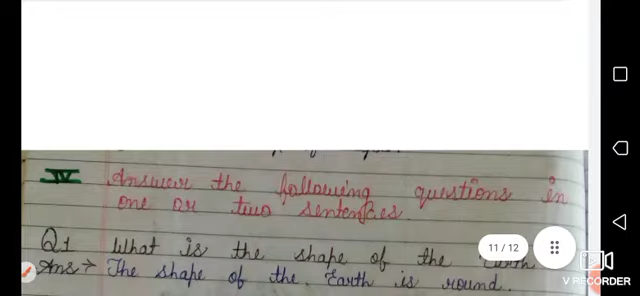 IV Answer the following questions in
one or two sentences.
Q1 What is the shape of the Earth
Ans → The shape of the Earth is round.
11 / 12
V RECORDER